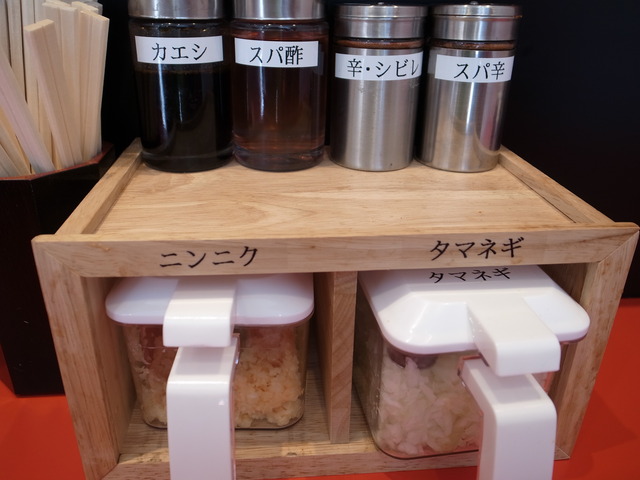 カエシ
スパ酢
辛・シビレ
スパ辛
ニンニク
タマネギ
タマネギ